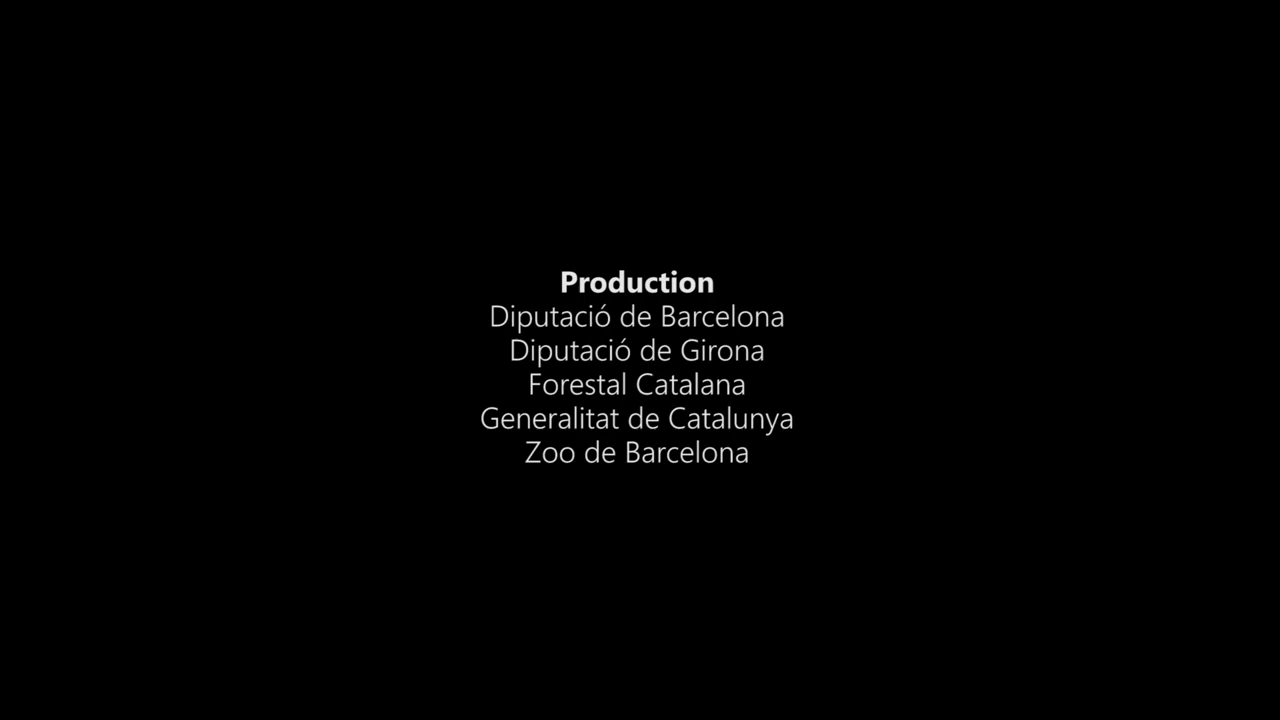 Production
Diputació de Barcelona
Diputació de Girona
Forestal Catalana
Generalitat de Catalunya
Zoo de Barcelona